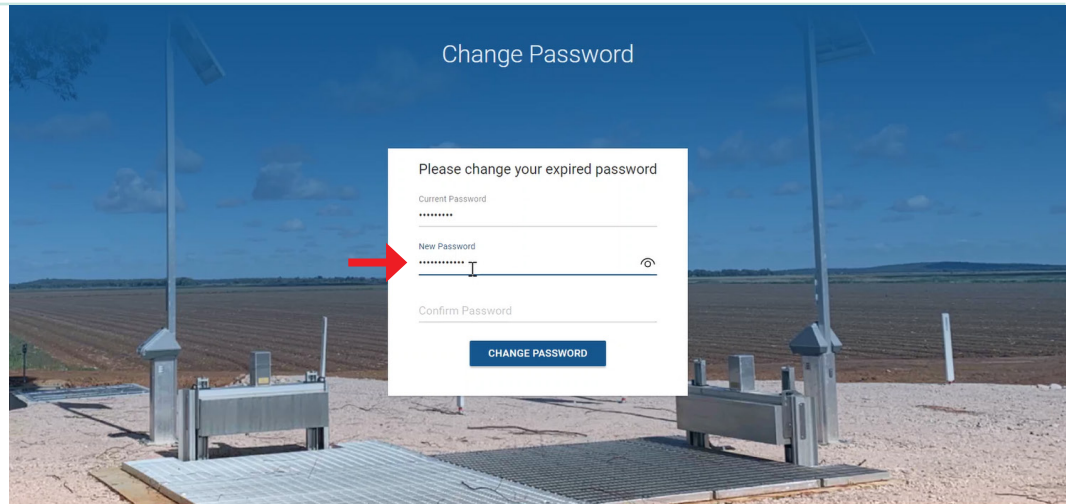 Change Password
Please change your expired password
Current Password
•••••••••
New Password
••••••••••••
Confirm Password
CHANGE PASSWORD